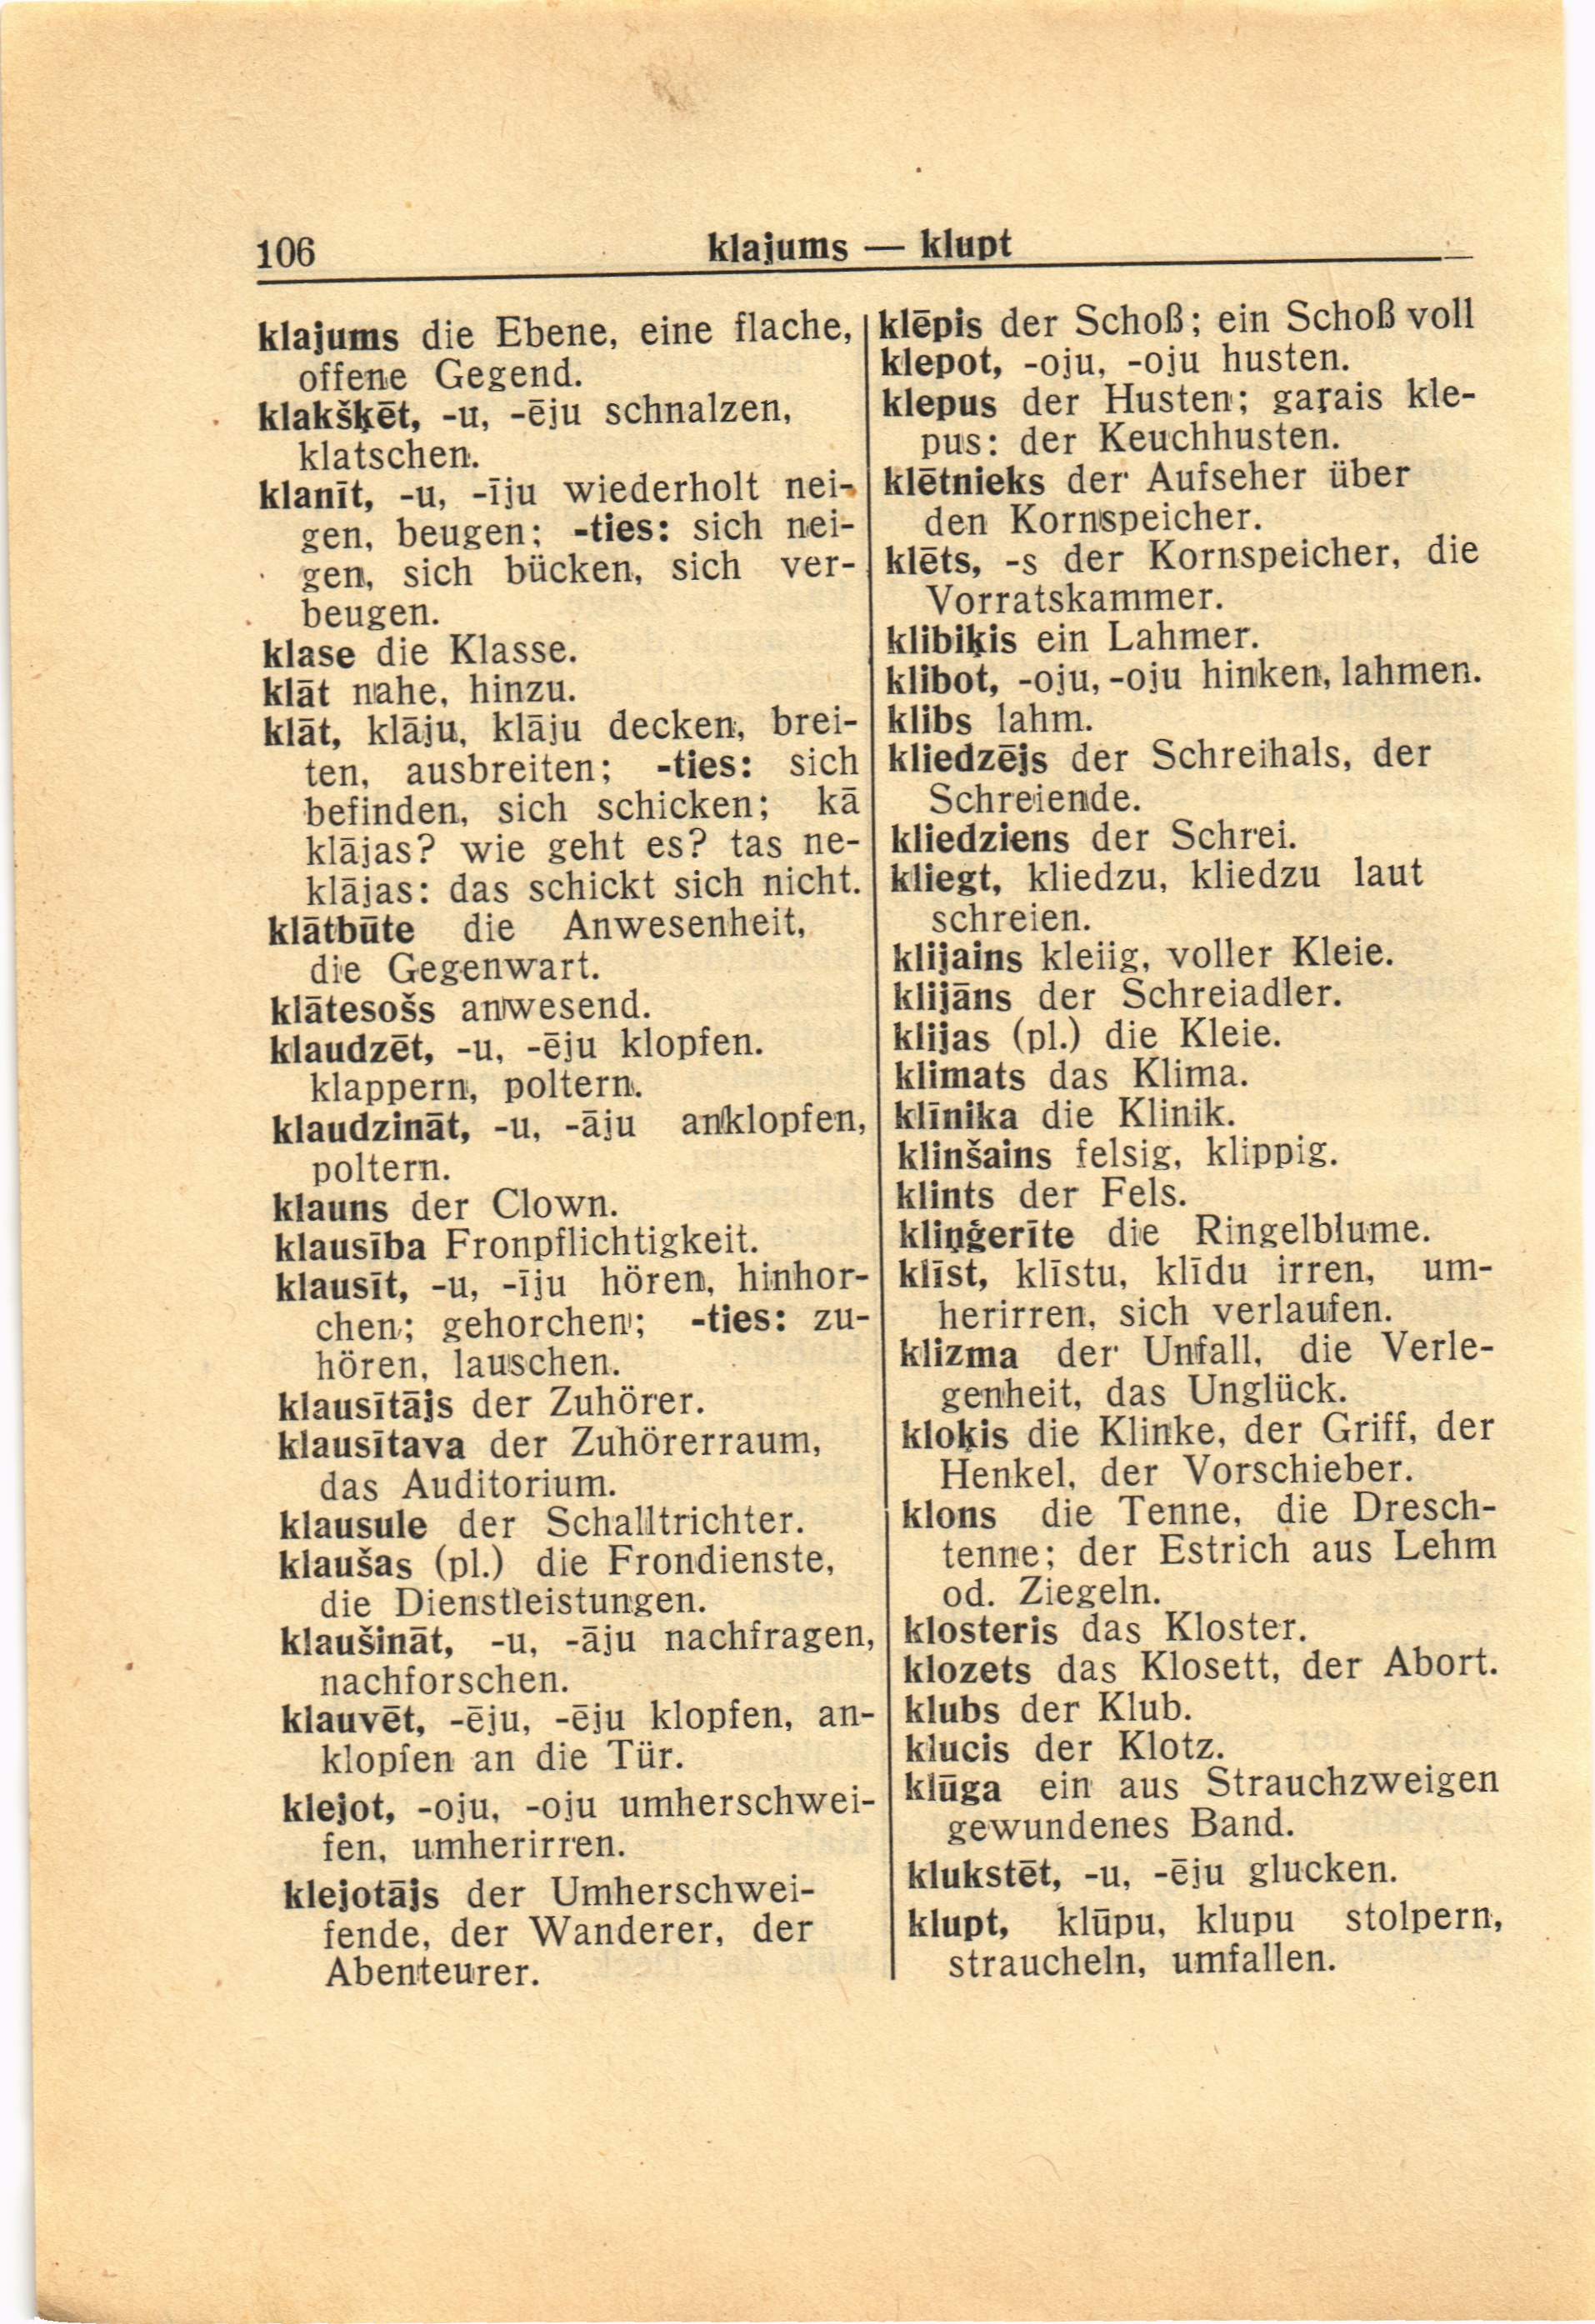 106
klajums — klupt
klajums die Ebene, eine flache,
offene Gegend.
klakšķēt, -u, -ēju schnalzen,
klatschen.
klanīt, -u, -īju wiederholt nei-
gen, beugen; -ties: sich nei-
gen, sich bücken, sich ver-
beugen.
klase die Klasse.
klāt nahe, hinzu.
klāt, klāju, klāju decken, brei-
ten, ausbreiten; -ties: sich
befinden, sich schicken; kā
klājas? wie geht es? tas ne-
klājas: das schickt sich nicht.
klātbūte die Anwesenheit,
die Gegenwart.
klātesošs anwesend.
klaudzēt, -u, -ēju klopfen.
klappern, poltern.
klaudzināt, -u, -āju anklopfen,
poltern.
klauns der Clown.
klausība Fronpflichtigkeit.
klausīt, -u, -īju hören, hinhor-
chen; gehorchen; -ties: zu-
hören, lauschen.
klausītājs der Zuhörer.
klausītava der Zuhörerraum,
das Auditorium.
klausule der Schalltrichter.
klaušas (pl.) die Frondienste,
die Dienstleistungen.
klaušināt, -u, -āju nachfragen,
nachforschen.
klauvēt, -ēju, -ēju klopfen, an-
klopfen an die Tür.
klejot, -oju, -oju umherschwei-
fen, umherirren.
klejotājs der Umherschwei-
fende, der Wanderer, der
Abenteurer.
klēpis der Schoß; ein Schoß voll
klepot, -oju, -oju husten.
klepus der Husten; gaŗais kle-
pus: der Keuchhusten.
klētnieks der Aufseher über
den Kornspeicher.
klēts, -s der Kornspeicher, die
Vorratskammer.
klibiķis ein Lahmer.
klibot, -oju, -oju hinken, lahmen.
klibs lahm.
kliedzējs der Schreihals, der
Schreiende.
kliedziens der Schrei.
kliegt, kliedzu, kliedzu laut
schreien.
klijains kleiig, voller Kleie.
klijāns der Schreiadler.
klijas (pl.) die Kleie.
klimats das Klima.
klīnika die Klinik.
klinšains felsig, klippig.
klints der Fels.
kliņģerīte die Ringelblume.
klīst, klīstu, klīdu irren, um-
herirren, sich verlaufen.
klizma der Unfall, die Verle-
genheit, das Unglück.
kloķis die Klinke, der Griff, der
Henkel, der Vorschieber.
klons die Tenne, die Dresch-
tenne; der Estrich aus Lehm
od. Ziegeln.
klosteris das Kloster.
klozets das Klosett, der Abort.
klubs der Klub.
klucis der Klotz.
klūga ein aus Strauchzweigen
gewundenes Band.
klukstēt, -u, -ēju glucken.
klupt, klūpu, klupu stolpern,
straucheln, umfallen.